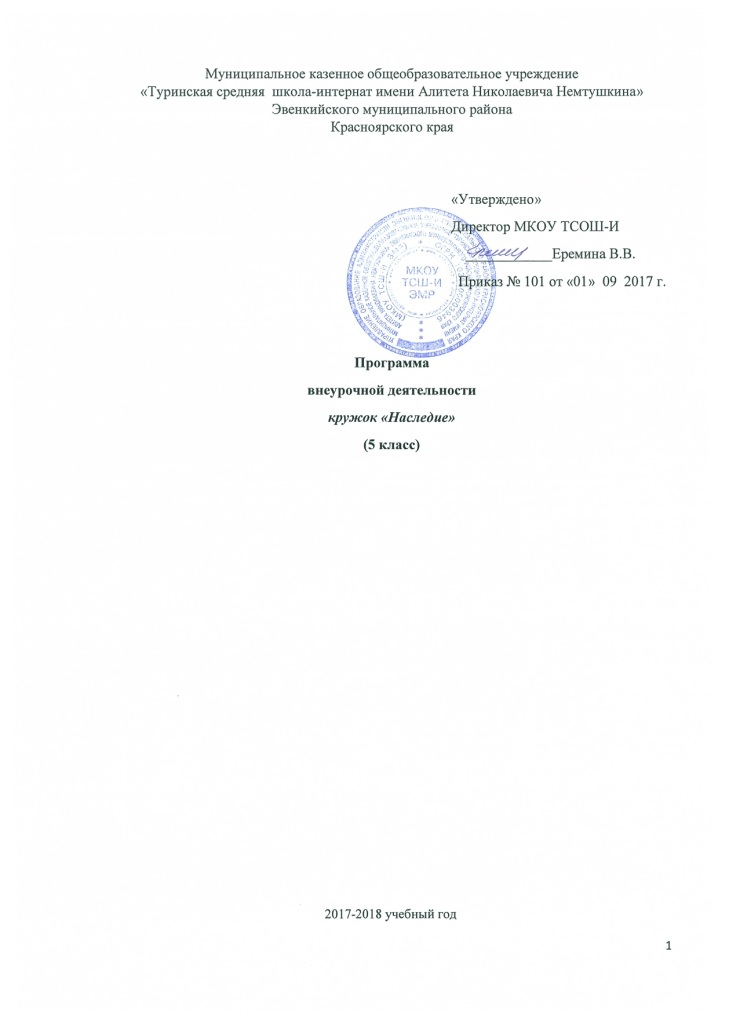 Муниципальное казенное общеобразовательное учреждение
«Туринская средняя школа-интернат имени Алитета Николаевича Немтушкина»
Эвенкийского муниципального района
Красноярского края
«Утверждено»
Директор МКОУ ТСОШ-И
____________Еремина В.В.
Приказ № 101 от «01» 09 2017 г.
МКОУ
ТСШ-И
ЭМР
Программа
внеурочной деятельности
кружок «Наследие»
(5 класс)
2017-2018 учебный год
1